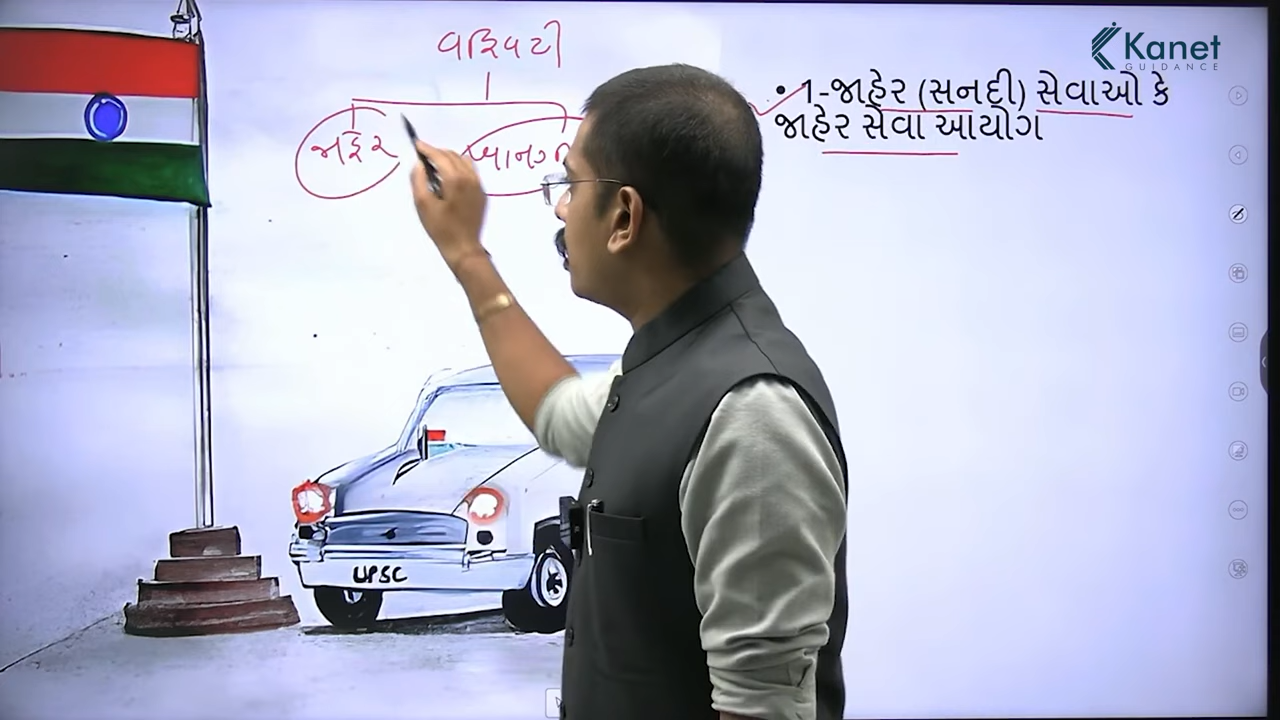 Kanet
GUIDANCE
વહિવટી
જાહેર
• 1-જાહેર (સનદી) સેવાઓ કે
જાહેર સેવા આયોગ
UPSC